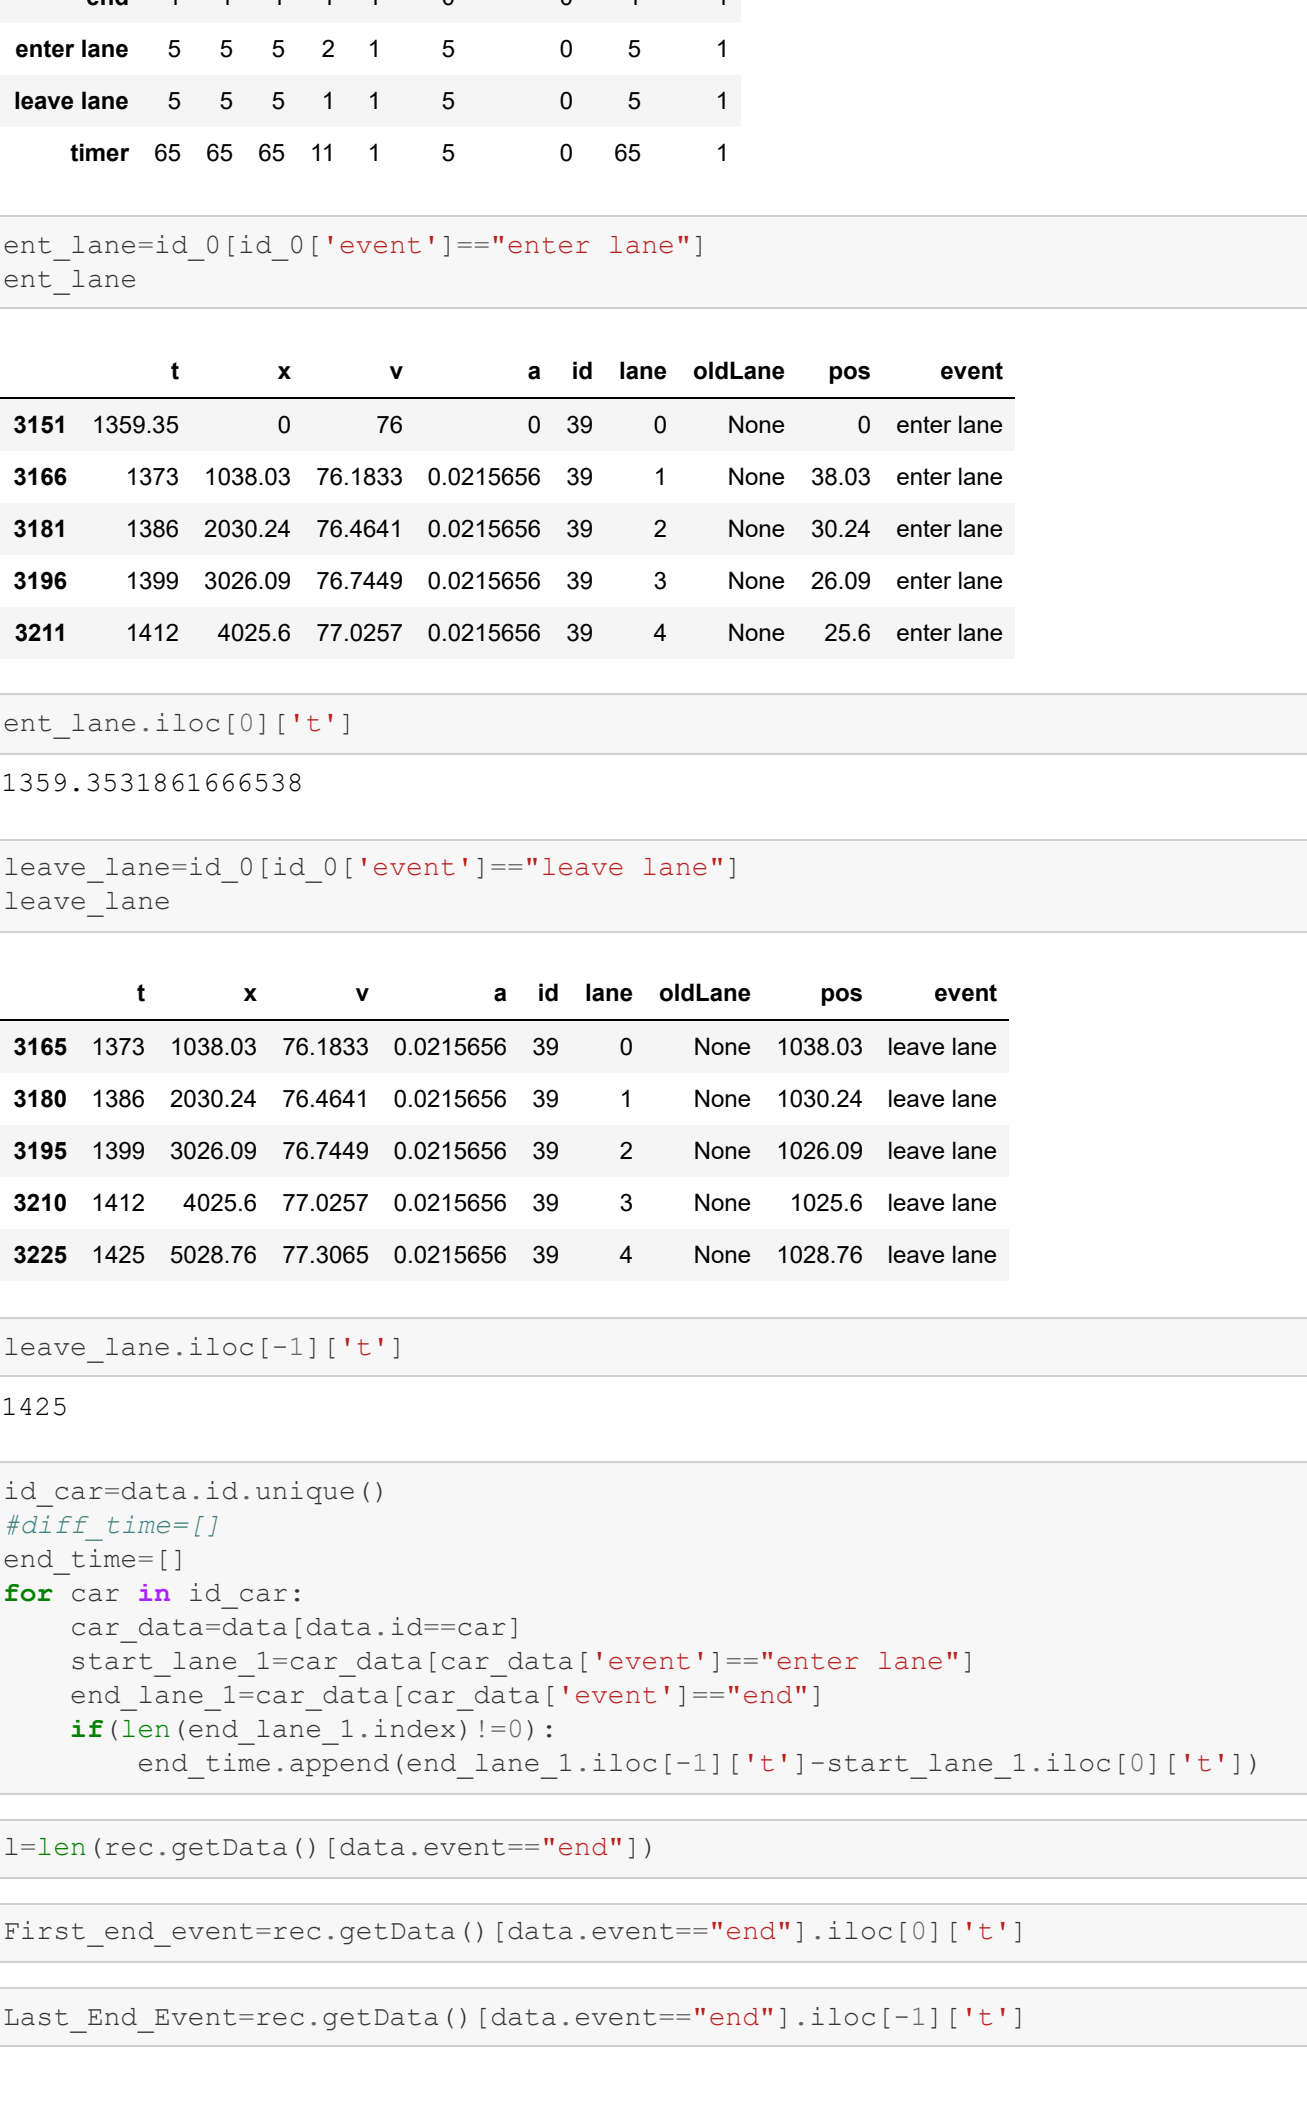 end 1 1 1 1 1 0 0 1 1
enter lane 5 5 5 2 1 5 0 5 1
leave lane 5 5 5 1 1 5 0 5 1
timer 65 65 65 11 1 5 0 65 1
ent_lane=id_0[id_0['event']=="enter lane"]
ent_lane
t x v a id lane oldLane pos event
3151 1359.35 0 76 0 39 0 None 0 enter lane
3166 1373 1038.03 76.1833 0.0215656 39 1 None 38.03 enter lane
3181 1386 2030.24 76.4641 0.0215656 39 2 None 30.24 enter lane
3196 1399 3026.09 76.7449 0.0215656 39 3 None 26.09 enter lane
3211 1412 4025.6 77.0257 0.0215656 39 4 None 25.6 enter lane
ent_lane.iloc[0]['t']
1359.3531861666538
leave_lane=id_0[id_0['event']=="leave lane"]
leave_lane
t x v a id lane oldLane pos event
3165 1373 1038.03 76.1833 0.0215656 39 0 None 1038.03 leave lane
3180 1386 2030.24 76.4641 0.0215656 39 1 None 1030.24 leave lane
3195 1399 3026.09 76.7449 0.0215656 39 2 None 1026.09 leave lane
3210 1412 4025.6 77.0257 0.0215656 39 3 None 1025.6 leave lane
3225 1425 5028.76 77.3065 0.0215656 39 4 None 1028.76 leave lane
leave_lane.iloc[-1]['t']
1425
id_car=data.id.unique()
#diff_time=[]
end_time=[]
for car in id_car:
    car_data=data[data.id==car]
    start_lane_1=car_data[car_data['event']=="enter lane"]
    end_lane_1=car_data[car_data['event']=="end"]
    if(len(end_lane_1.index)!=0):
        end_time.append(end_lane_1.iloc[-1]['t']-start_lane_1.iloc[0]['t'])
l=len(rec.getData()[data.event=="end"])
First_end_event=rec.getData()[data.event=="end"].iloc[0]['t']
Last_End_Event=rec.getData()[data.event=="end"].iloc[-1]['t']